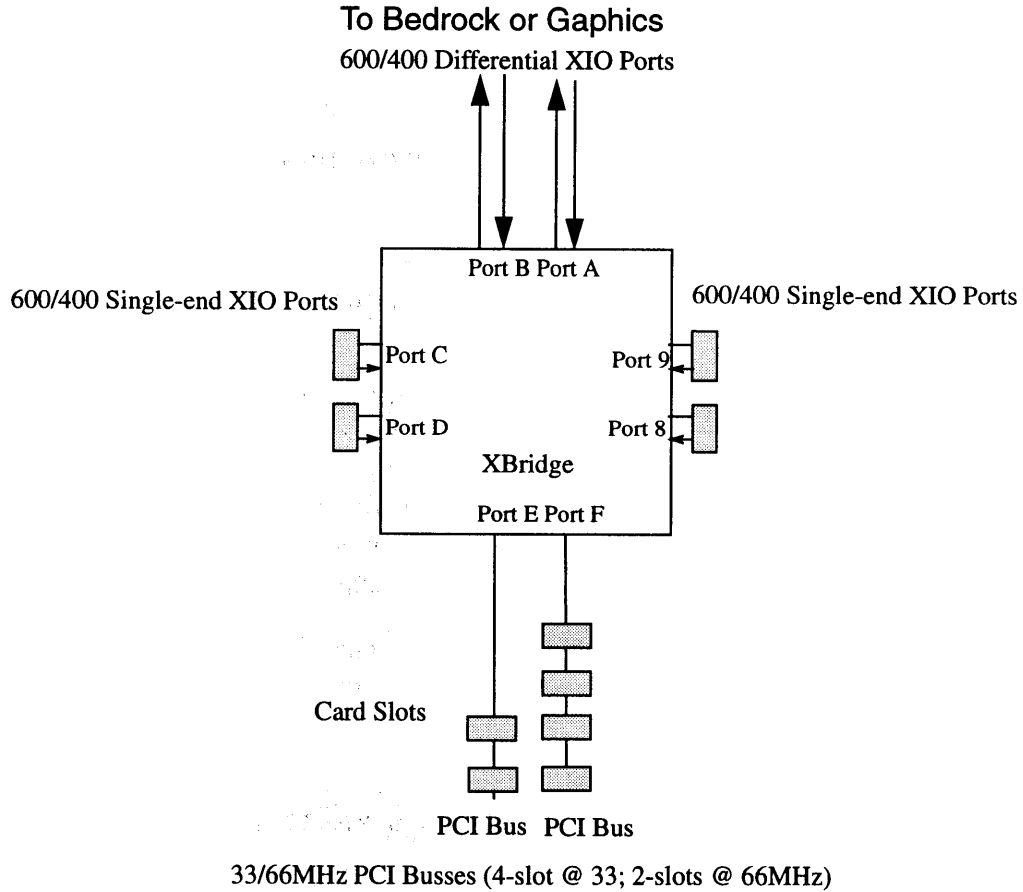 To Bedrock or Gaphics
600/400 Differential XIO Ports
Port B Port A
600/400 Single-end XIO Ports
600/400 Single-end XIO Ports
Port C
Port 9
Port D
Port 8
XBridge
Port E Port F
Card Slots
PCI Bus PCI Bus
33/66MHz PCI Busses (4-slot @ 33; 2-slots @ 66MHz)